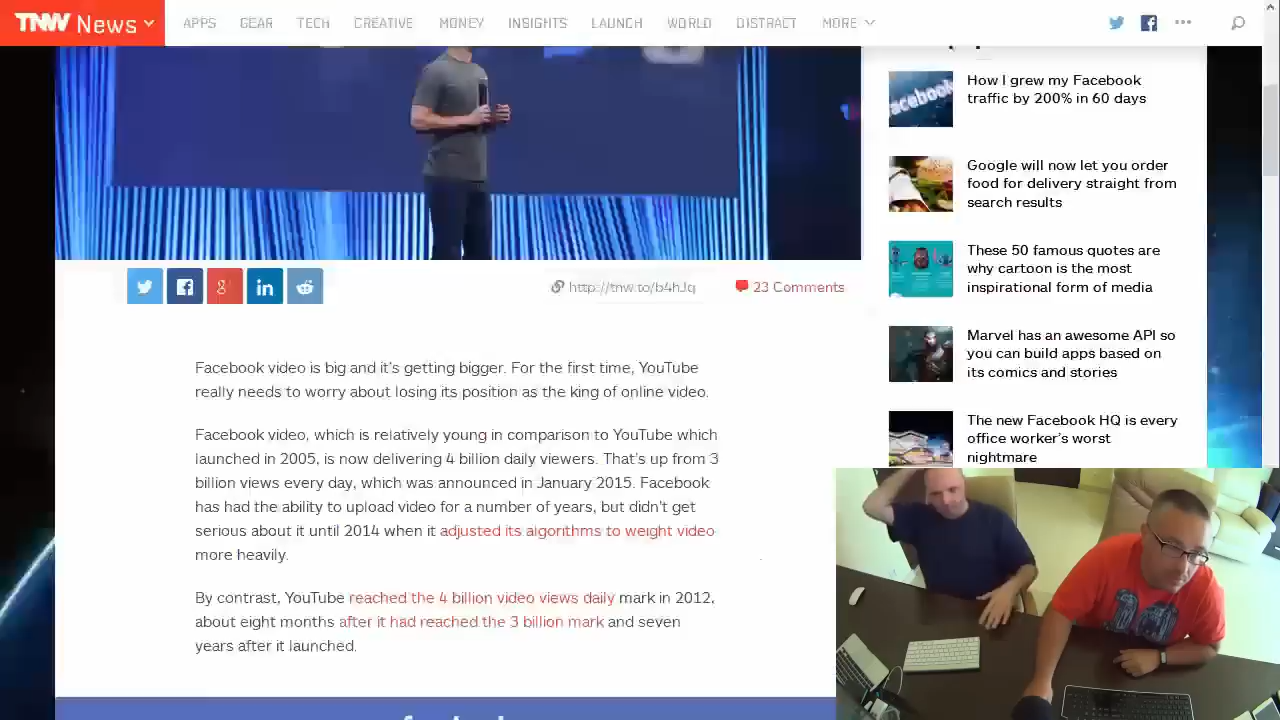 TNW News
APPS GEAR TECH CREATIVE MONEY INSIGHTS LAUNCH WORLD DISTRACT MORE
How I grew my Facebook
traffic by 200% in 60 days
Google will now let you order
food for delivery straight from
search results
These 50 famous quotes are
why cartoon is the most
inspirational form of media
Marvel has an awesome API so
you can build apps based on
its comics and stories
The new Facebook HQ is every
office worker's worst
nightmare
http://tnw.to/b4hJq
23 Comments
Facebook video is big and it's getting bigger. For the first time, YouTube
really needs to worry about losing its position as the king of online video.
Facebook video, which is relatively young in comparison to YouTube which
launched in 2005, is now delivering 4 billion daily viewers. That's up from 3
billion views every day, which was announced in January 2015. Facebook
has had the ability to upload video for a number of years, but didn't get
serious about it until 2014 when it adjusted its algorithms to weight video
more heavily.
By contrast, YouTube reached the 4 billion video views daily mark in 2012,
about eight months after it had reached the 3 billion mark and seven
years after it launched.